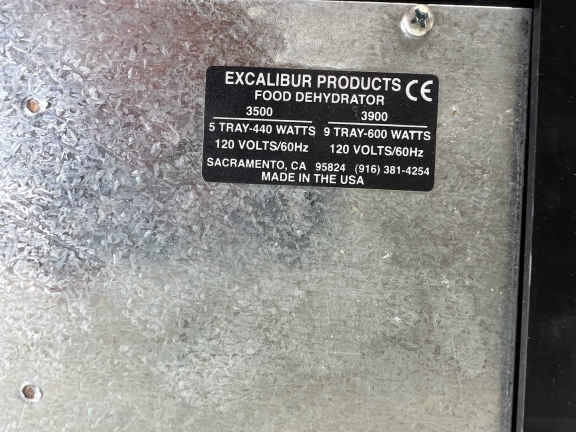 EXCALIBUR PRODUCTS CE
FOOD DEHYDRATOR
3500 3900
5 TRAY-440 WATTS 9 TRAY-600 WATTS
120 VOLTS/60Hz 120 VOLTS/60Hz
SACRAMENTO, CA 95824 (916) 381-4254
MADE IN THE USA